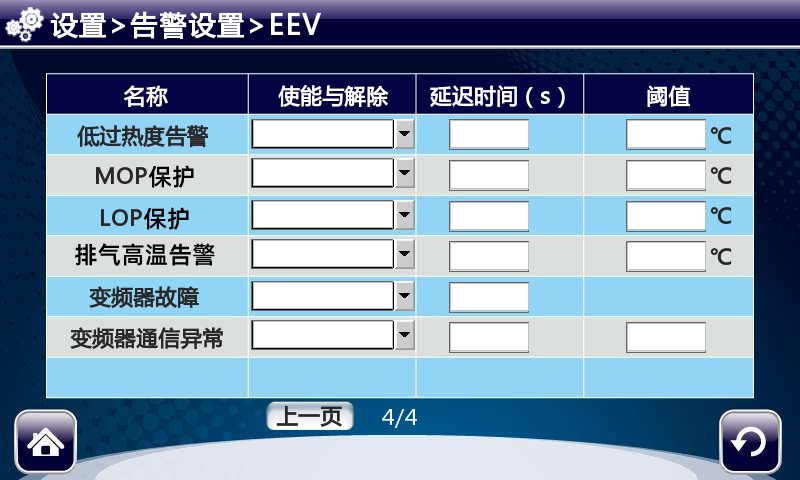 设置>告警设置>EEV
名称 使能与解除 延迟时间（s） 阈值
低过热度告警 ℃
MOP保护 ℃
LOP保护 ℃
排气高温告警 ℃
变频器故障
变频器通信异常
上一页 4/4